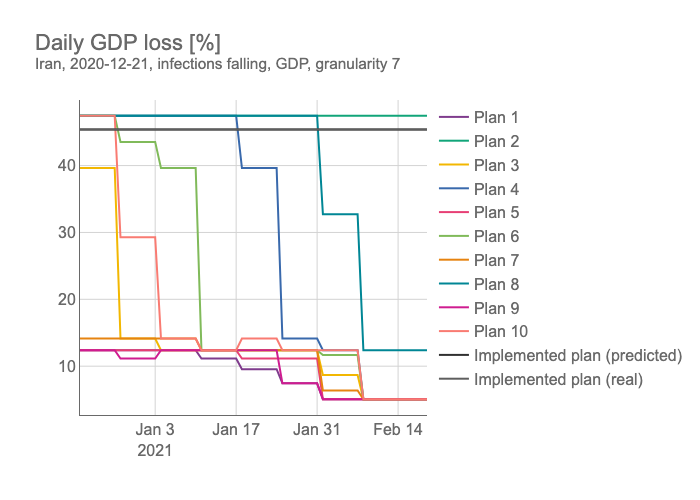 Daily GDP loss [%]
Iran, 2020-12-21, infections falling, GDP, granularity 7
40
30
20
10
Jan 3
2021
Jan 17
Jan 31
Feb 14
Plan 1
Plan 2
Plan 3
Plan 4
Plan 5
Plan 6
Plan 7
Plan 8
Plan 9
Plan 10
Implemented plan (predicted)
Implemented plan (real)